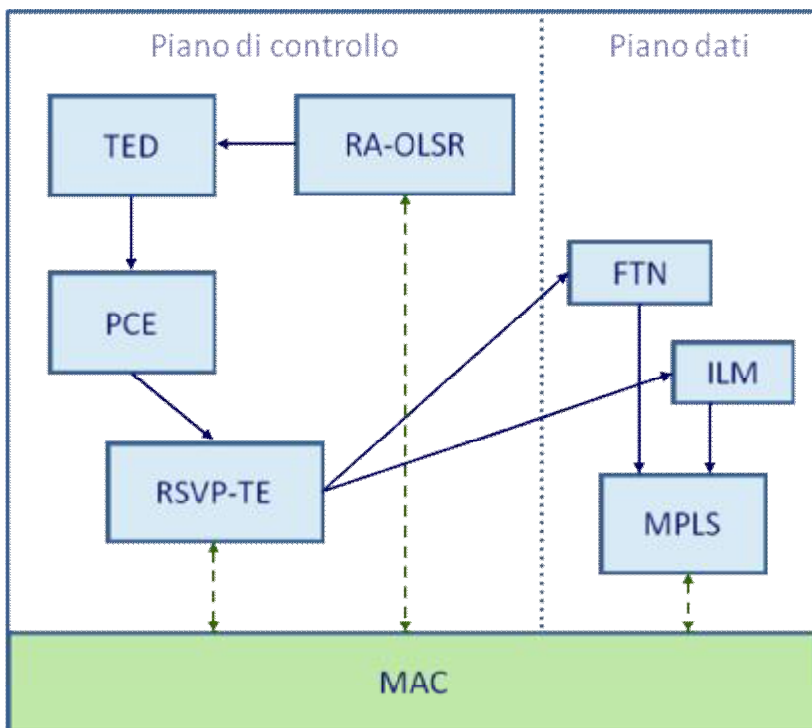 Piano di controllo
Piano dati
TED
RA-OLSR
FTN
PCE
ILM
RSVP-TE
MPLS
MAC